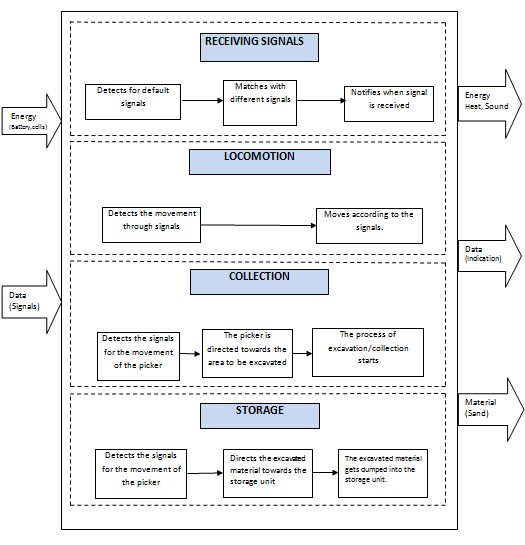 RECEIVING SIGNALS
Detects for default
signals
Matches with
different signals
Notifies when signal
is received
Energy
(Battery,cells)
Energy
Heat, Sound
LOCOMOTION
Detects the movement
through signals
Moves according to the
signals.
Data
(Indication)
COLLECTION
Data
(Signals)
Detects the signals
for the movement
of the picker
The picker is
directed towards the
area to be excavated
The process of
excavation/collection
starts
Material
(Sand)
STORAGE
Detects the signals
for the movement of
the picker
Directs the excavated
material towards the
storage unit
The excavated material
gets dumped into the
storage unit.